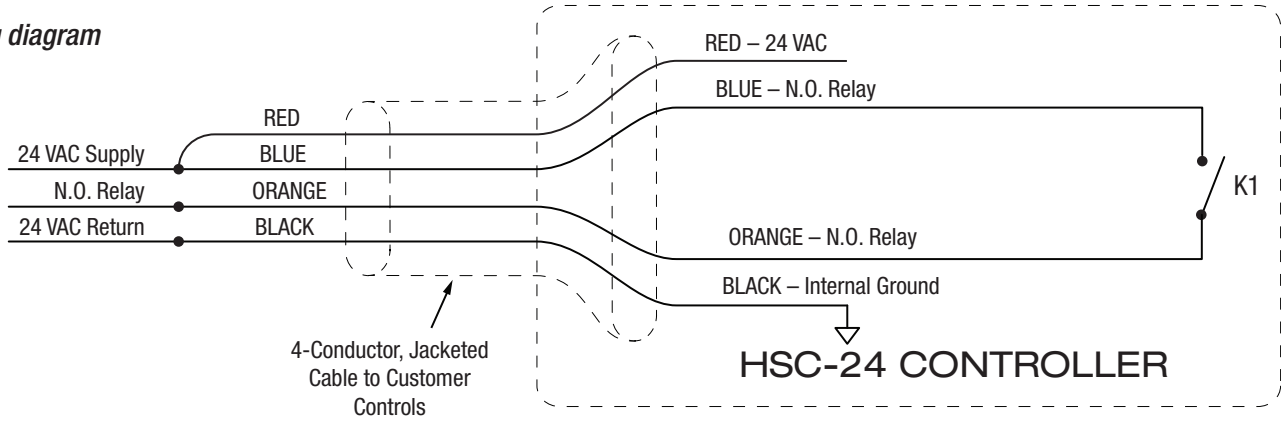 diagram
RED – 24 VAC
BLUE – N.O. Relay
RED
24 VAC Supply
BLUE
N.O. Relay
ORANGE
24 VAC Return
BLACK
K1
ORANGE – N.O. Relay
BLACK – Internal Ground
4-Conductor, Jacketed
Cable to Customer
Controls
HSC-24 CONTROLLER